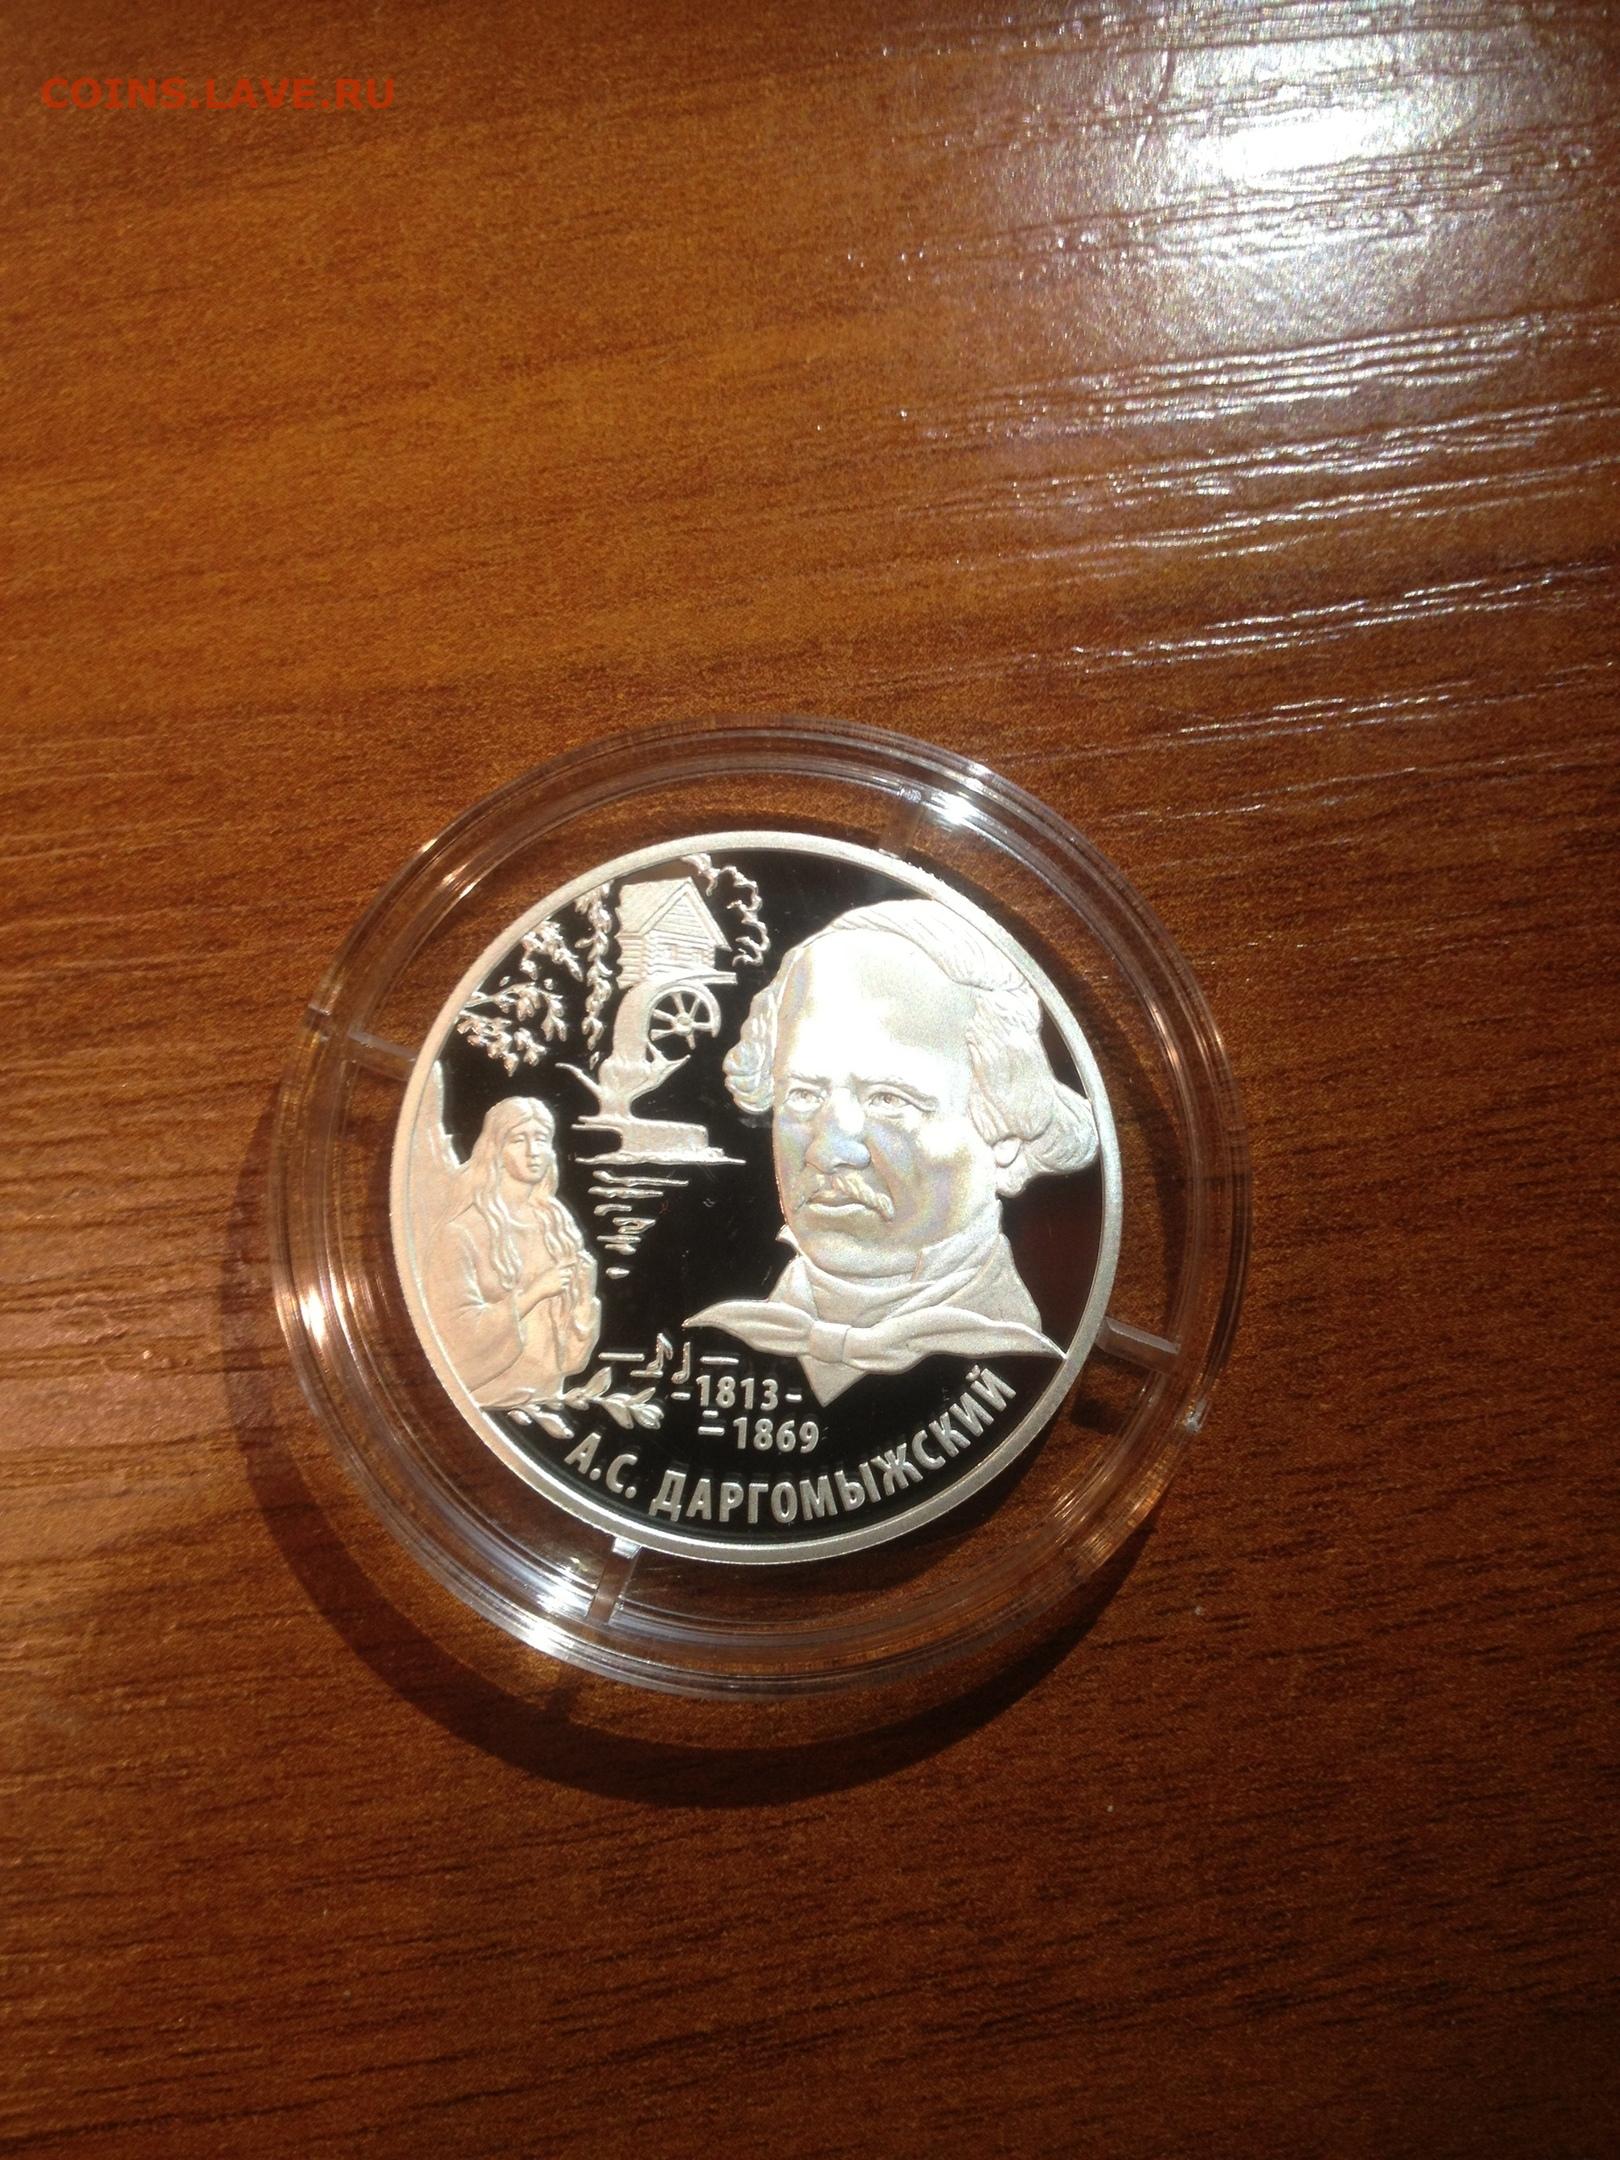 COINS.LAVE.RU
1813-
1869
А.С. ДАРГОМЫЖСКИЙ